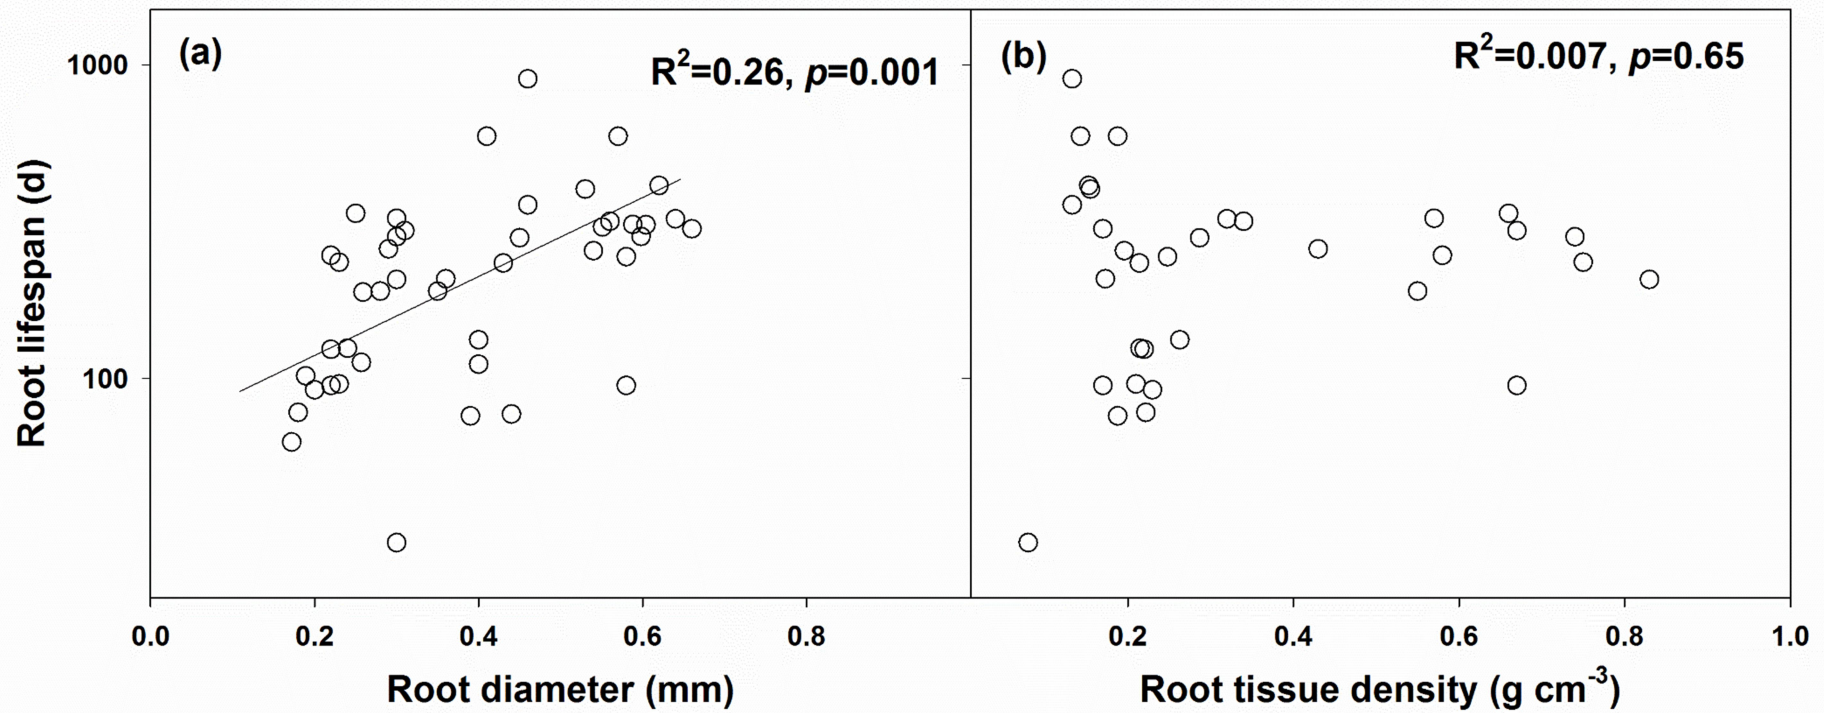 (a)
R²=0.26, p=0.001
(b)
R²=0.007, p=0.65
1000
100
Root lifespan (d)
0.0 0.2 0.4 0.6 0.8
0.2 0.4 0.6 0.8 1.0
Root diameter (mm)
Root tissue density (g cm⁻³)